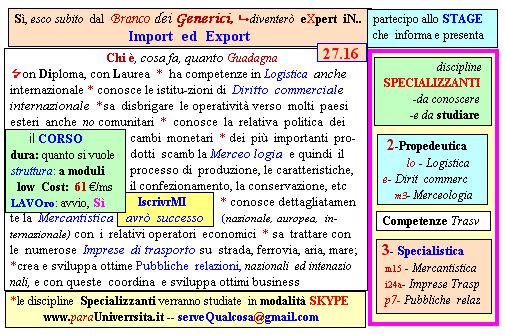 Sì, esco subito dal Branco dei Generici, diventerò eXpert iN..
Import ed Export
partecipo allo STAGE
che informa e presenta
27.16
Chi è, cosa fa, quanto Guadagna
on Diploma, con Laurea * ha competenze in Logistica anche
internazionale * conosce le istitu-zioni di Diritto commerciale
internazionale *sa disbrigare le operatività verso molti paesi
esteri anche no comunitari * conosce la relativa politica dei
cambi monetari * dei più importanti pro-
dotti scamb la Merceo logia e quindi il
processo di produzione, le caratteristiche,
il confezionamento, la conservazione, etc
* conosce dettagliatamen
te la Mercantistica (nazionale, auropea, in-
ternazionale) con i relativi operatori economici * sa trattare con
le numerose Imprese di trasporto su strada, ferrovia, aria, mare;
*crea e sviluppa ottime Pubbliche relazioni, nazionali ed intenazio
nali, e con queste coordina e sviluppa ottimi business
il CORSO
dura: quanto si vuole
struttura: a moduli
low Cost: 61 €/ms
LAVOro: avvio, Sì
IscrivrMI
avrò successo
discipline
SPECIALIZZANTI
-da conoscere
-e da studiare
2-Propedeutica
lo - Logistica
e- Dirit commerc
m3- Merceologia
Competenze Trasv
3- Specialistica
m15 - Mercantistica
i24a- Imprese Trasp
p7- Pubbliche relaz
*le discipline Specializzanti verranno studiate in modalità SKYPE
www.paraUniverrsita.it -- serveQualcosa@gmail.com